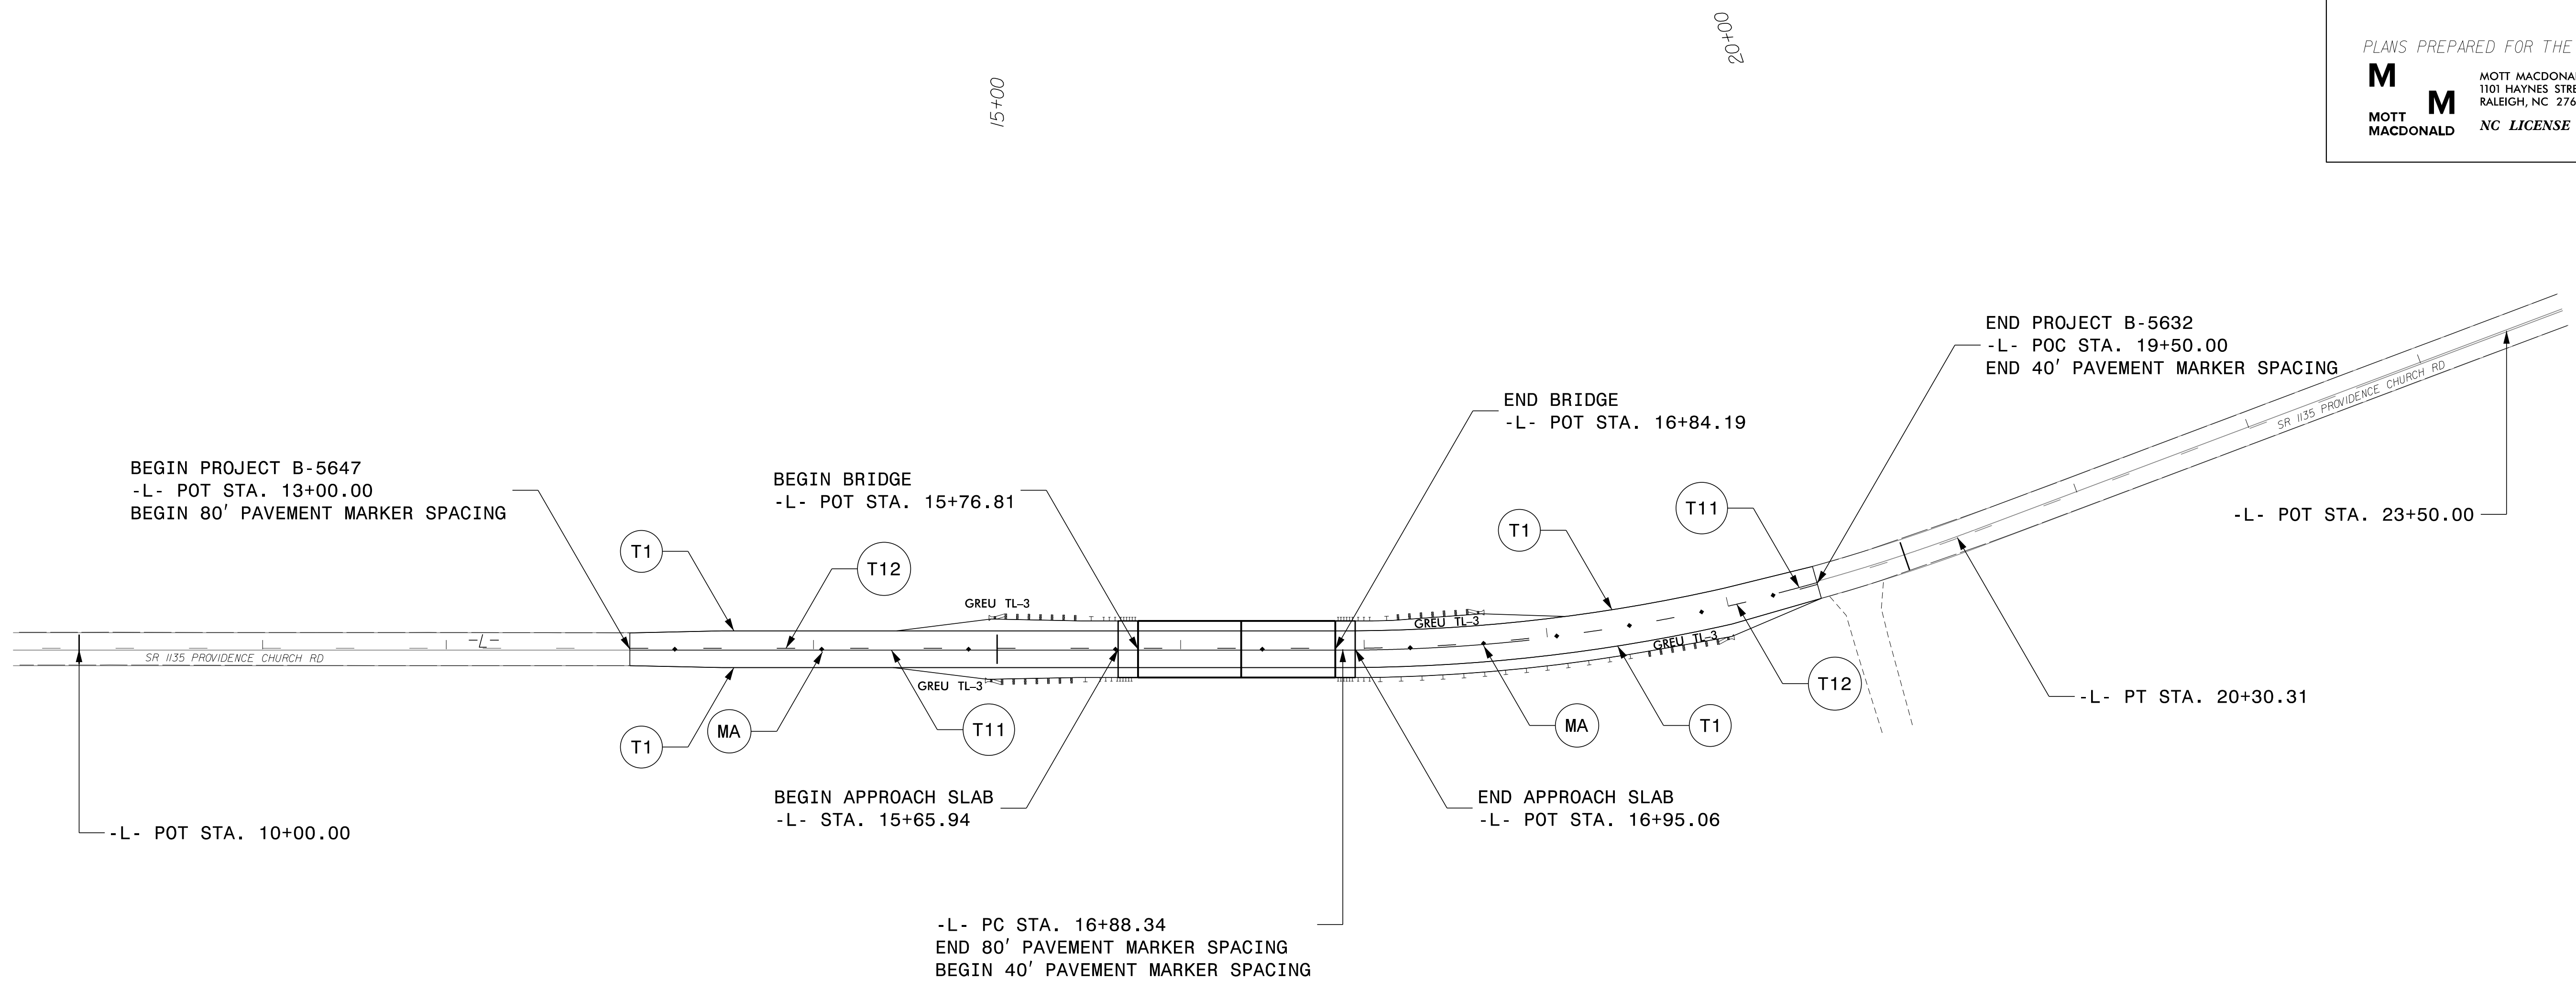 20+00
15+00
PLANS PREPARED FOR THE
M
M
MOTT
MACDONALD
1101 HAYNES
RALEIGH, NC
NC LICENSE
MOTT
END PROJECT B-5632
-L- POC STA. 19+50.00
END 40' PAVEMENT MARKER SPACING
SR 1135 PROVIDENCE CHURCH RD
END BRIDGE
-L- POT STA. 16+84.19
BEGIN PROJECT B-5647
-L- POT STA. 13+00.00
BEGIN 80' PAVEMENT MARKER SPACING
BEGIN BRIDGE
-L- POT STA. 15+76.81
T11
-L- POT STA. 23+50.00
T1
T1
T12
GREU TL-3
GREU TL-3
GREU TL-3
-L-
SR 1135 PROVIDENCE CHURCH RD
GREU TL-3
T12
-L- PT STA. 20+30.31
T1
MA
T11
MA
T1
BEGIN APPROACH SLAB
-L- STA. 15+65.94
END APPROACH SLAB
-L- POT STA. 16+95.06
-L- POT STA. 10+00.00
-L- PC STA. 16+88.34
END 80' PAVEMENT MARKER SPACING
BEGIN 40' PAVEMENT MARKER SPACING